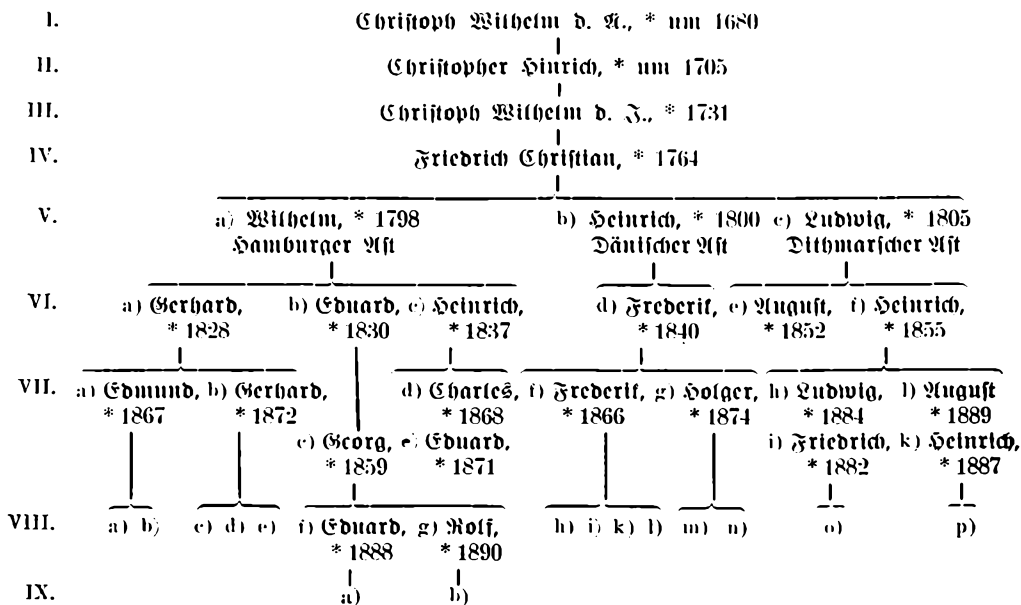 I. Christoph Wilhelm d. Ä., * um 1680
II. Christopher Hinrich, * um 1705
III. Christoph Wilhelm d. J., * 1731
IV. Friedrich Christian, * 1764
V. a) Wilhelm, * 1798 b) Heinrich, * 1800 c) Ludwig, * 1805
Hamburger Ast Dänischer Ast Dithmarscher Ast
VI. a) Gerhard, b) Eduard, c) Heinrich, d) Frederik, e) August, f) Heinrich,
* 1828 * 1830 * 1837 * 1840 * 1852 * 1855
VII. a) Edmund, b) Gerhard, d) Charles, f) Frederik, g) Holger, h) Ludwig, l) August
* 1867 * 1872 * 1868 * 1866 * 1874 * 1884 * 1889
c) Georg, e) Eduard, i) Friedrich, k) Heinrich,
* 1859 * 1871 * 1882 * 1887
VIII. a) b) c) d) e) f) Eduard, g) Rolf, h) i) k) l) m) n) o) p)
* 1888 * 1890
IX. a) b)